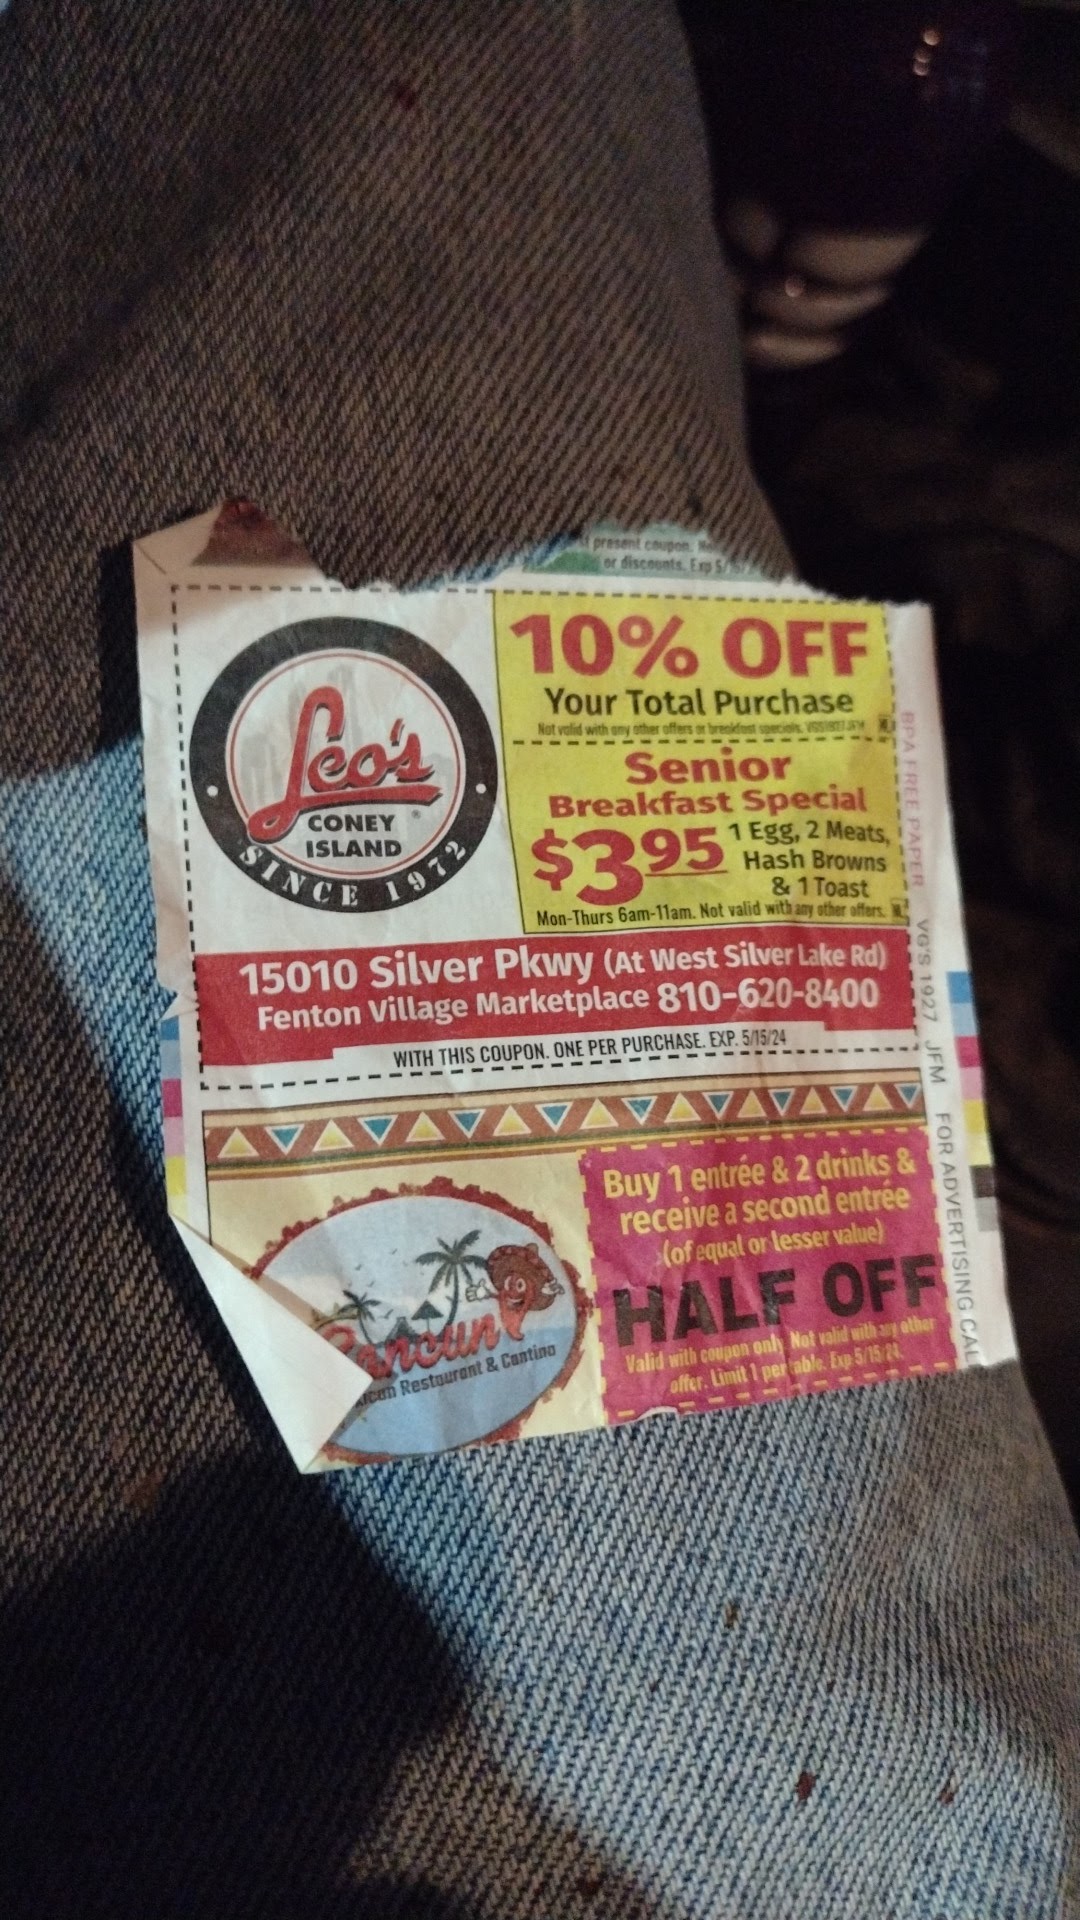 present coupon.
or discounts. Exp 5/
Leo's
CONEY
ISLAND
SINCE 1972
10% OFF
Your Total Purchase
Not valid with any other offers or breakfast specials.
Senior
Breakfast Special
$3.95
1 Egg, 2 Meats,
Hash Browns
& 1 Toast
Mon-Thurs 6am-11am. Not valid with any other offers.
15010 Silver Pkwy (At West Silver Lake Rd)
Fenton Village Marketplace 810-620-8400
WITH THIS COUPON. ONE PER PURCHASE. EXP. 5/15/24
Cancun
Restaurant & Cantina
Buy 1 entrée & 2 drinks &
receive a second entrée
(of equal or lesser value)
HALF OFF
Valid with coupon only. Not valid with any other
offer. Limit 1 per table. Exp 5/15/24.
BPA FREE PAPER VG'S 1927 JFM FOR ADVERTISING CAL